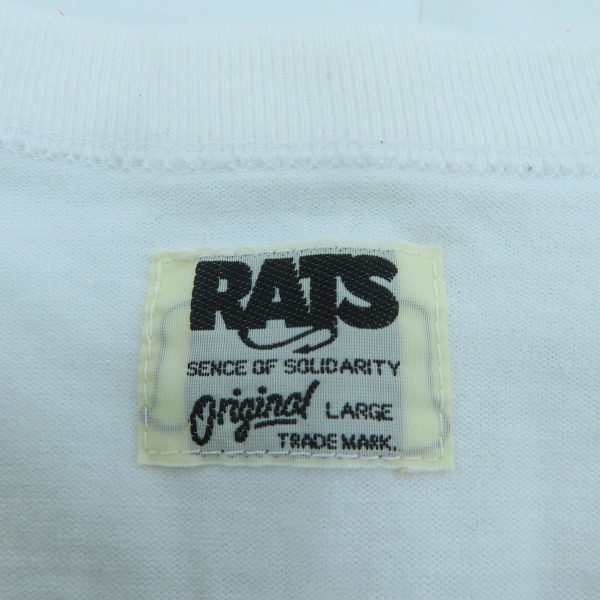 RATS
SENCE OF SOLIDARITY
Original LARGE
TRADE MARK.